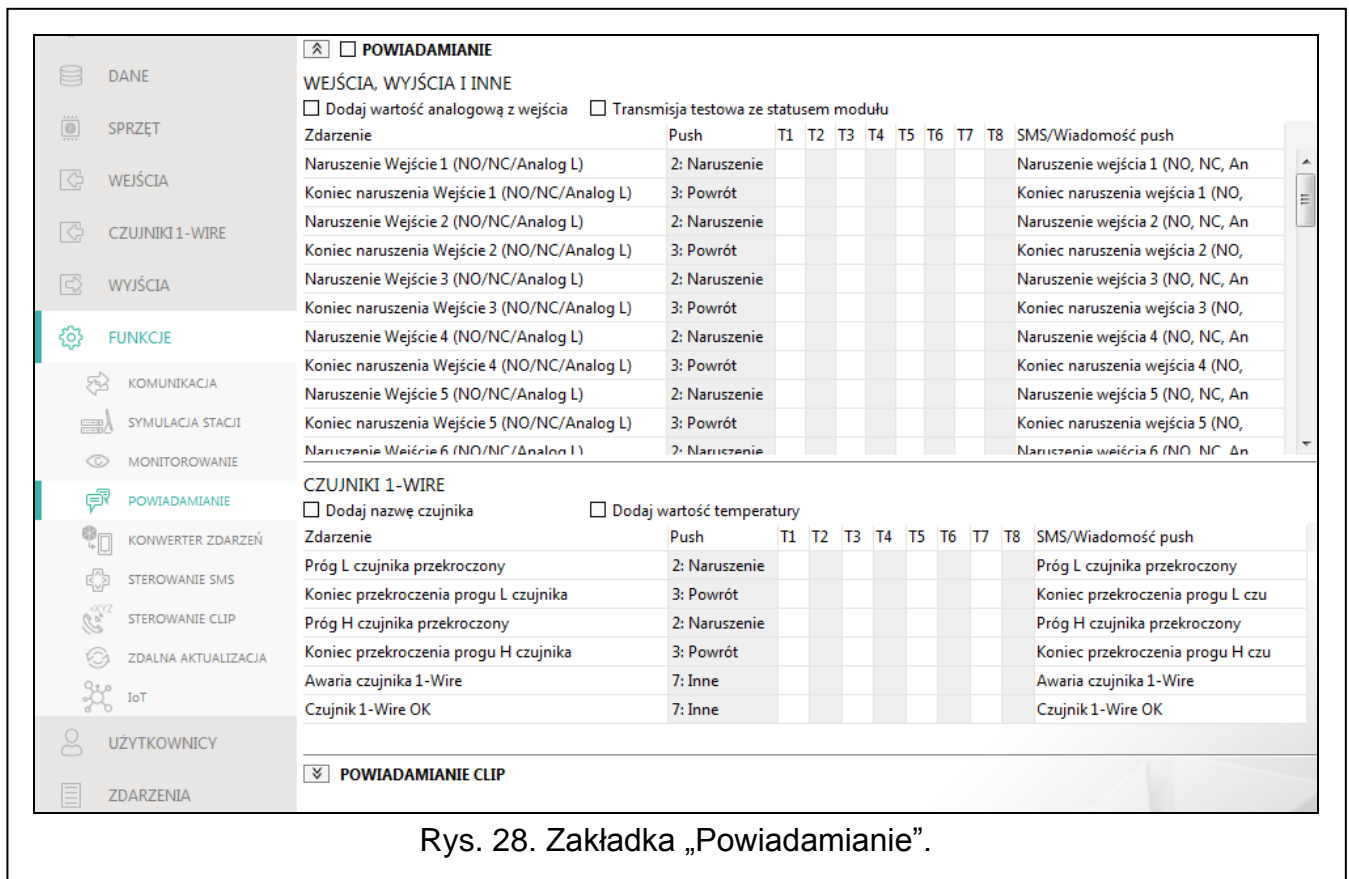 DANE
SPRZĘT
WEJŚCIA
CZUJNIKI 1-WIRE
WYJŚCIA
FUNKCJE
KOMUNIKACJA
SYMULACJA STACJI
MONITOROWANIE
POWIADAMIANIE
KONWERTER ZDARZEŃ
STEROWANIE SMS
STEROWANIE CLIP
ZDALNA AKTUALIZACJA
IoT
UŻYTKOWNICY
ZDARZENIA
POWIADAMIANIE
WEJŚCIA, WYJŚCIA I INNE
Dodaj wartość analogową z wejścia Transmisja testowa ze statusem modułu
Zdarzenie Push T1 T2 T3 T4 T5 T6 T7 T8 SMS/Wiadomość push
Naruszenie Wejście 1 (NO/NC/Analog L) 2: Naruszenie Naruszenie wejścia 1 (NO, NC, An
Koniec naruszenia Wejście 1 (NO/NC/Analog L) 3: Powrót Koniec naruszenia wejścia 1 (NO,
Naruszenie Wejście 2 (NO/NC/Analog L) 2: Naruszenie Naruszenie wejścia 2 (NO, NC, An
Koniec naruszenia Wejście 2 (NO/NC/Analog L) 3: Powrót Koniec naruszenia wejścia 2 (NO,
Naruszenie Wejście 3 (NO/NC/Analog L) 2: Naruszenie Naruszenie wejścia 3 (NO, NC, An
Koniec naruszenia Wejście 3 (NO/NC/Analog L) 3: Powrót Koniec naruszenia wejścia 3 (NO,
Naruszenie Wejście 4 (NO/NC/Analog L) 2: Naruszenie Naruszenie wejścia 4 (NO, NC, An
Koniec naruszenia Wejście 4 (NO/NC/Analog L) 3: Powrót Koniec naruszenia wejścia 4 (NO,
Naruszenie Wejście 5 (NO/NC/Analog L) 2: Naruszenie Naruszenie wejścia 5 (NO, NC, An
Koniec naruszenia Wejście 5 (NO/NC/Analog L) 3: Powrót Koniec naruszenia wejścia 5 (NO,
Naruszenie Wejście 6 (NO/NC/Analog L) 2: Naruszenie Naruszenie wejścia 6 (NO, NC, An
CZUJNIKI 1-WIRE
Dodaj nazwę czujnika Dodaj wartość temperatury
Zdarzenie Push T1 T2 T3 T4 T5 T6 T7 T8 SMS/Wiadomość push
Próg L czujnika przekroczony 2: Naruszenie Próg L czujnika przekroczony
Koniec przekroczenia progu L czujnika 3: Powrót Koniec przekroczenia progu L czu
Próg H czujnika przekroczony 2: Naruszenie Próg H czujnika przekroczony
Koniec przekroczenia progu H czujnika 3: Powrót Koniec przekroczenia progu H czu
Awaria czujnika 1-Wire 7: Inne Awaria czujnika 1-Wire
Czujnik 1-Wire OK 7: Inne Czujnik 1-Wire OK
POWIADAMIANIE CLIP
Rys. 28. Zakładka „Powiadamianie”.